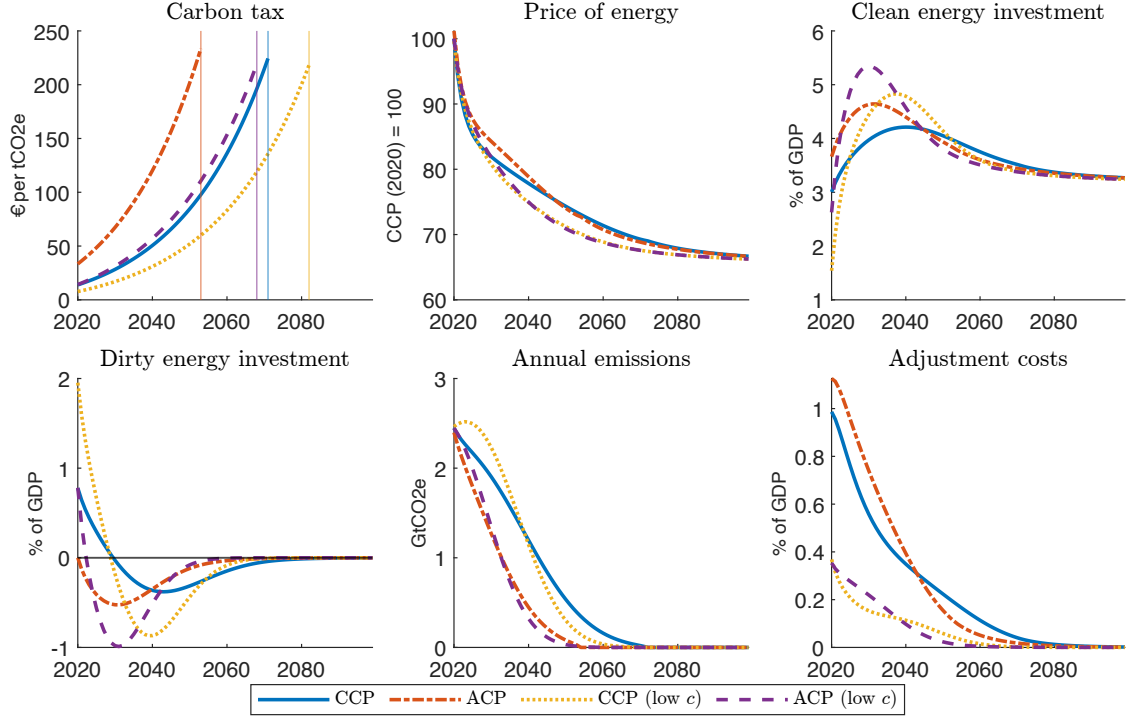 Carbon tax
€per tCO2e
250
200
150
100
50
0
2020 2040 2060 2080
Price of energy
CCP (2020) = 100
100
90
80
70
60
2020 2040 2060 2080
Clean energy investment
% of GDP
6
5
4
3
2
1
2020 2040 2060 2080
Dirty energy investment
% of GDP
2
1
0
-1
2020 2040 2060 2080
Annual emissions
GtCO2e
3
2
1
0
2020 2040 2060 2080
Adjustment costs
% of GDP
1
0.8
0.6
0.4
0.2
0
2020 2040 2060 2080
CCP ACP CCP (low c) ACP (low c)